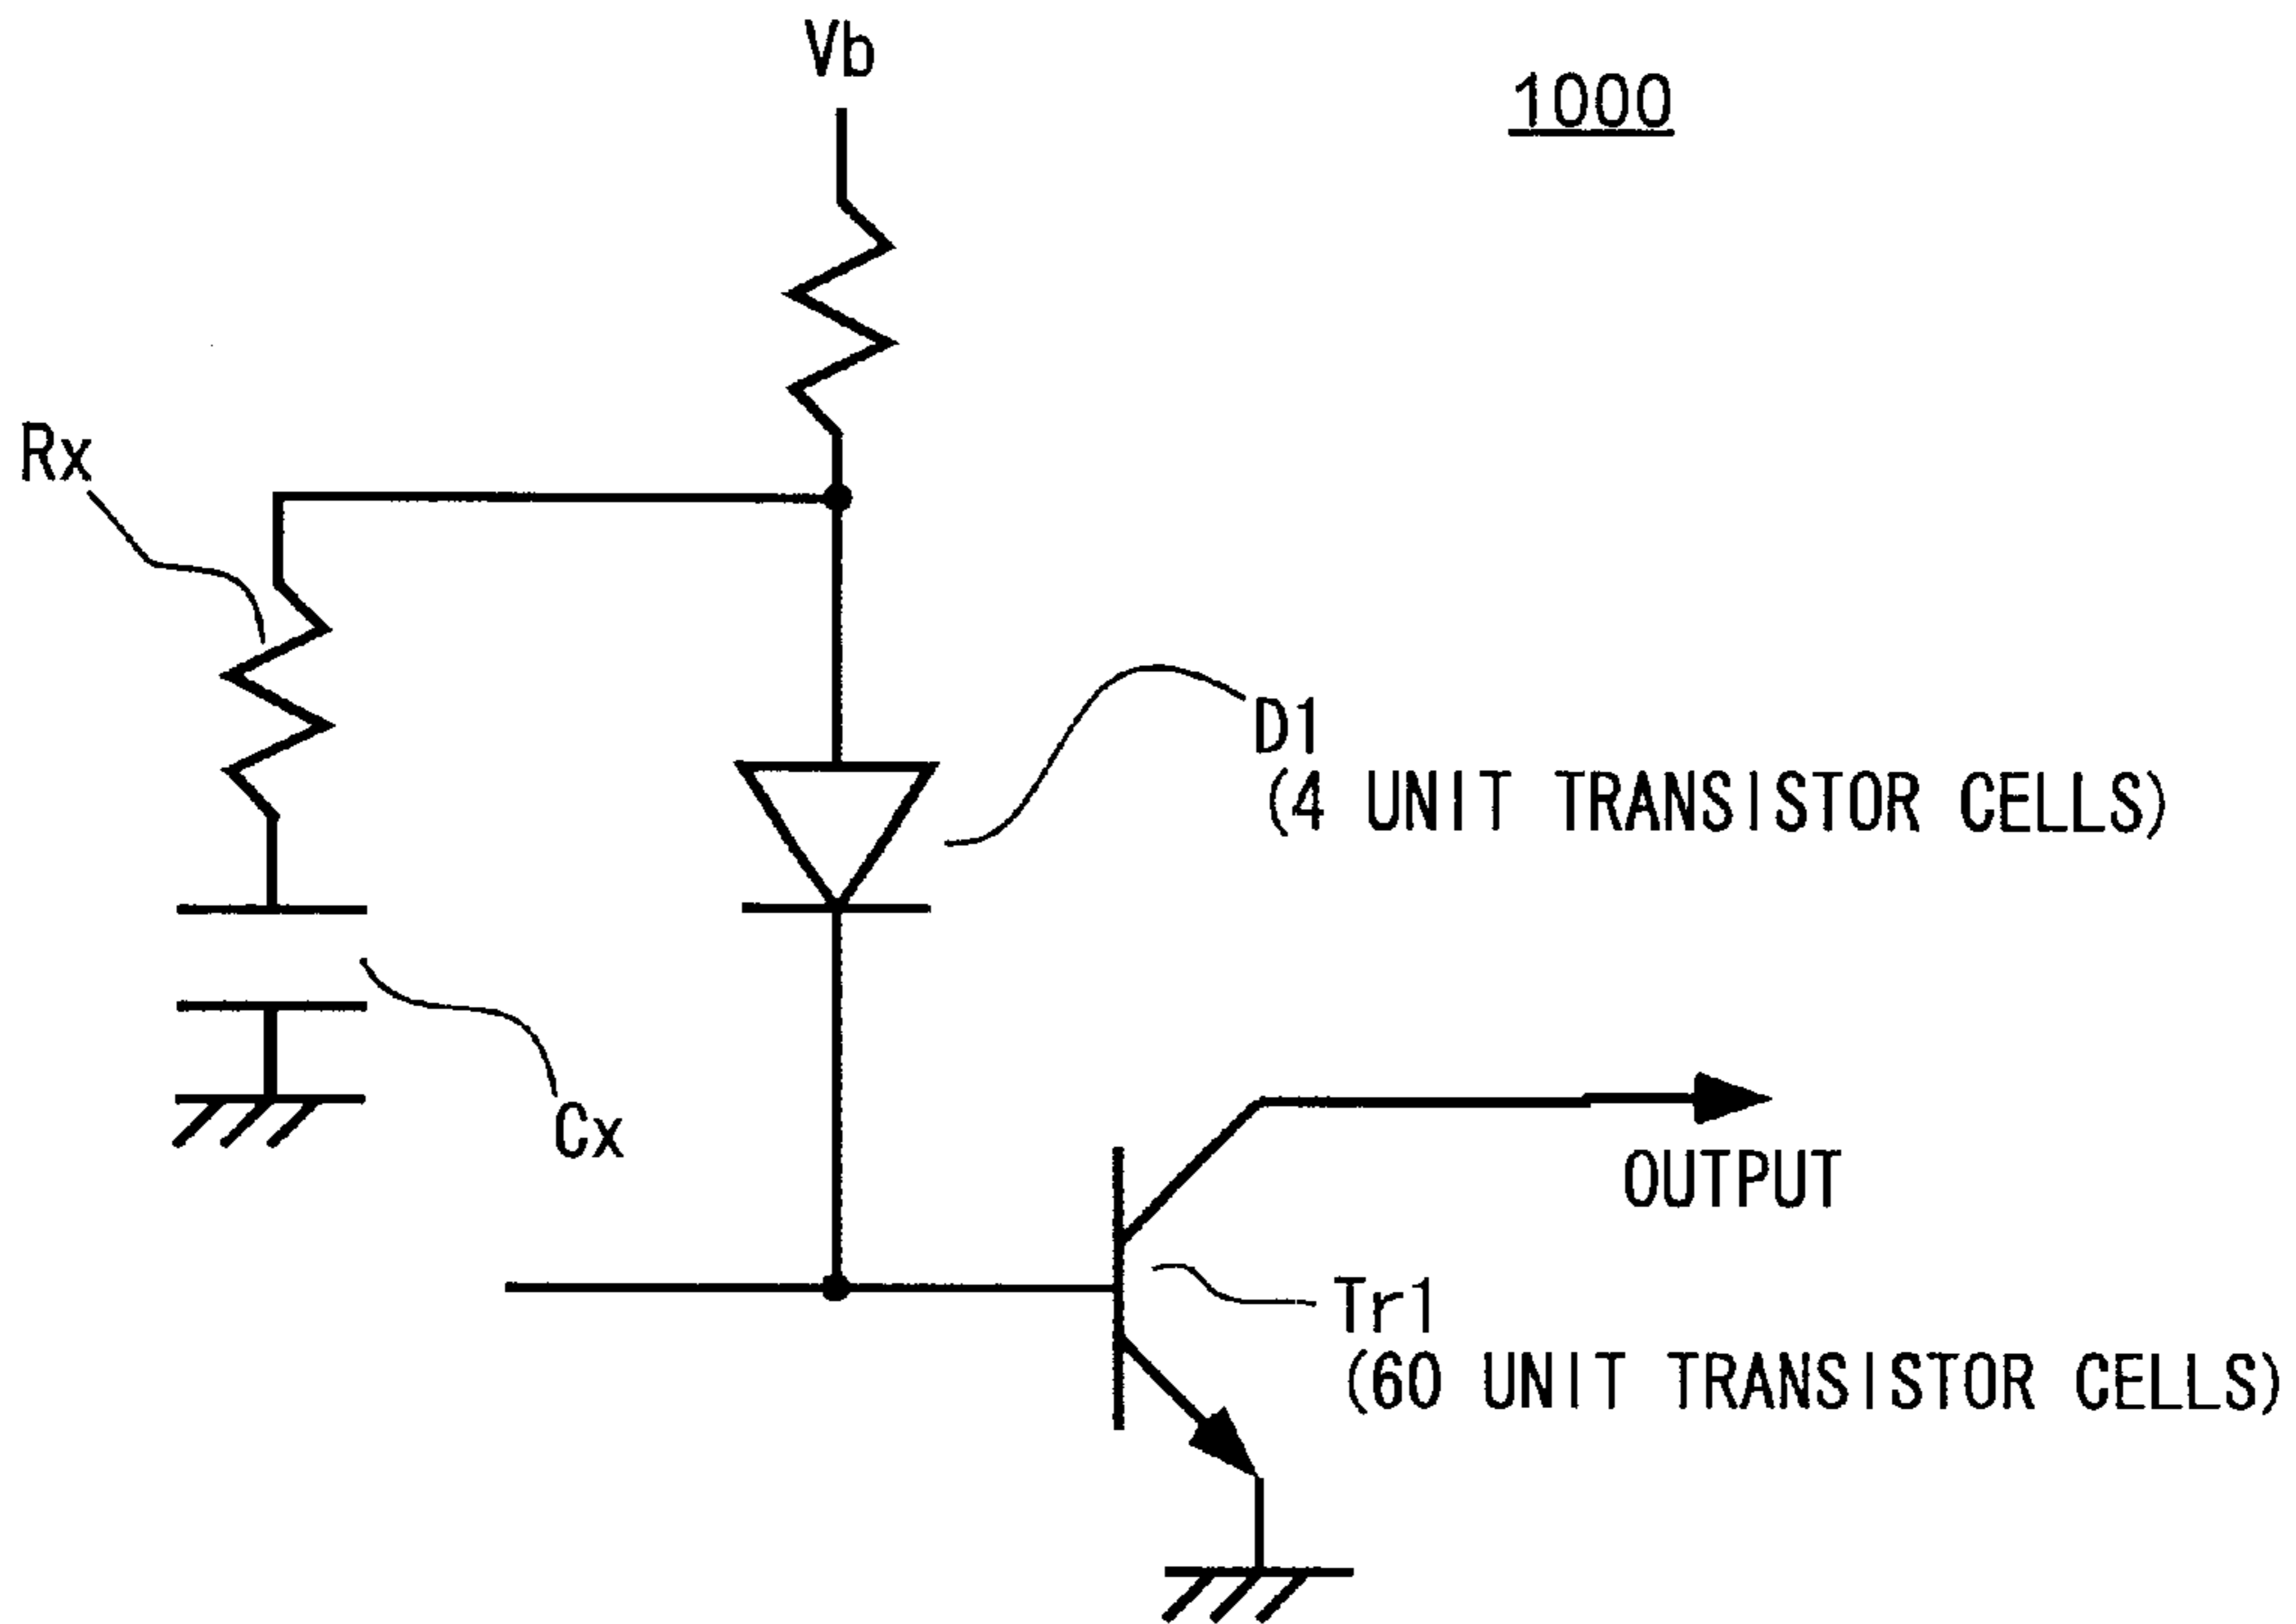 Vb
1000
Rx
D1
(4 UNIT TRANSISTOR CELLS)
Cx
OUTPUT
Tr1
(60 UNIT TRANSISTOR CELLS)